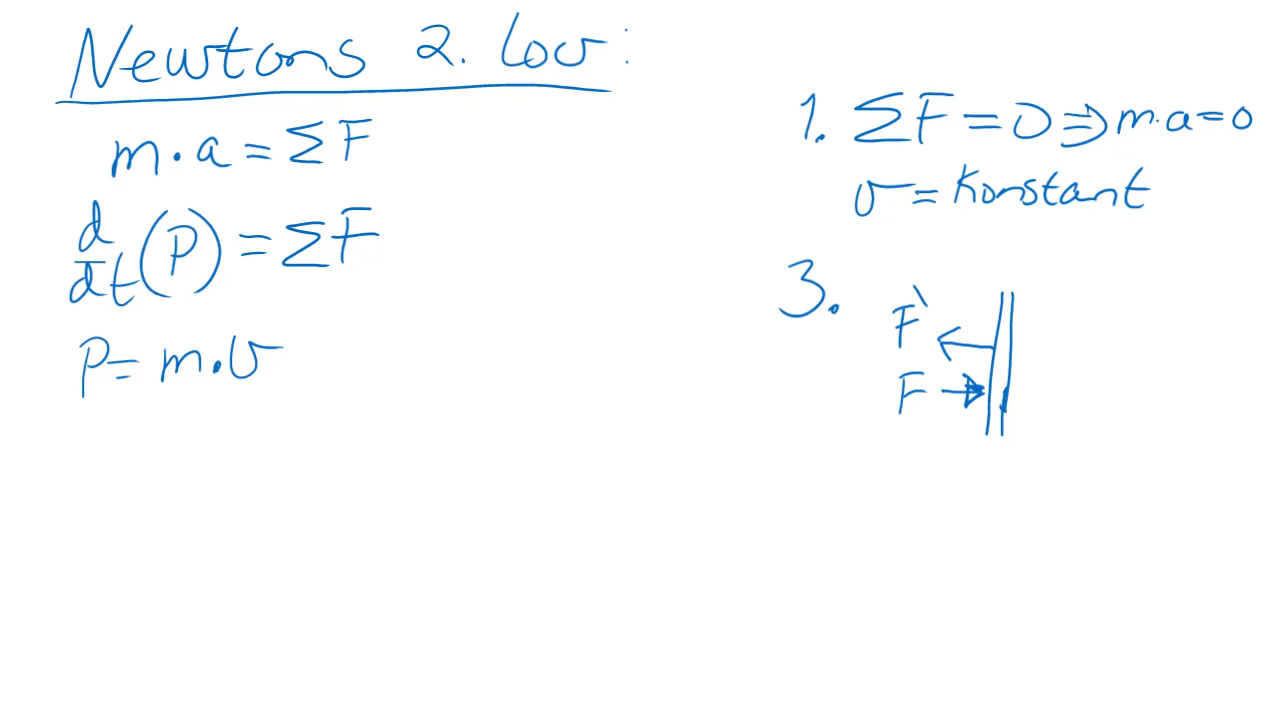 Newtons 2. lov:
m · a = ΣF
d/dt (P) = ΣF
P = m · v
1. ΣF = 0 ⇒ m · a = 0
v = konstant
3.
F`
F